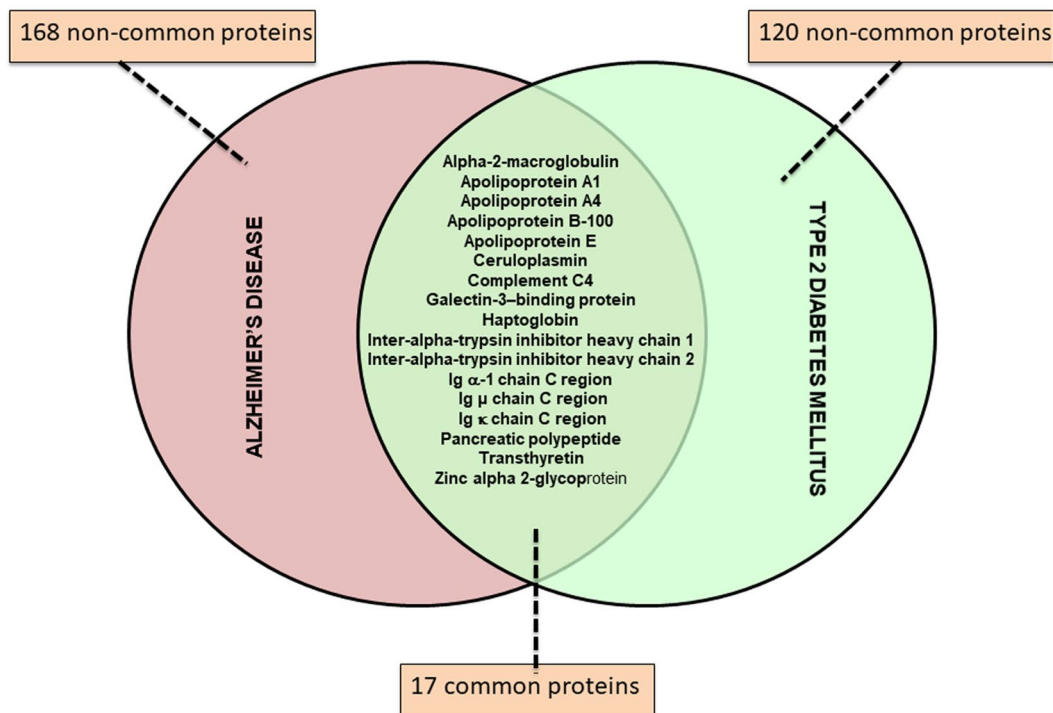 168 non-common proteins
120 non-common proteins
Alpha-2-macroglobulin
Apolipoprotein A1
Apolipoprotein A4
Apolipoprotein B-100
Apolipoprotein E
Ceruloplasmin
Complement C4
Galectin-3–binding protein
Haptoglobin
Inter-alpha-trypsin inhibitor heavy chain 1
Inter-alpha-trypsin inhibitor heavy chain 2
Ig α-1 chain C region
Ig μ chain C region
Ig κ chain C region
Pancreatic polypeptide
Transthyretin
Zinc alpha 2-glycoprotein
ALZHEIMER'S DISEASE
TYPE 2 DIABETES MELLITUS
17 common proteins